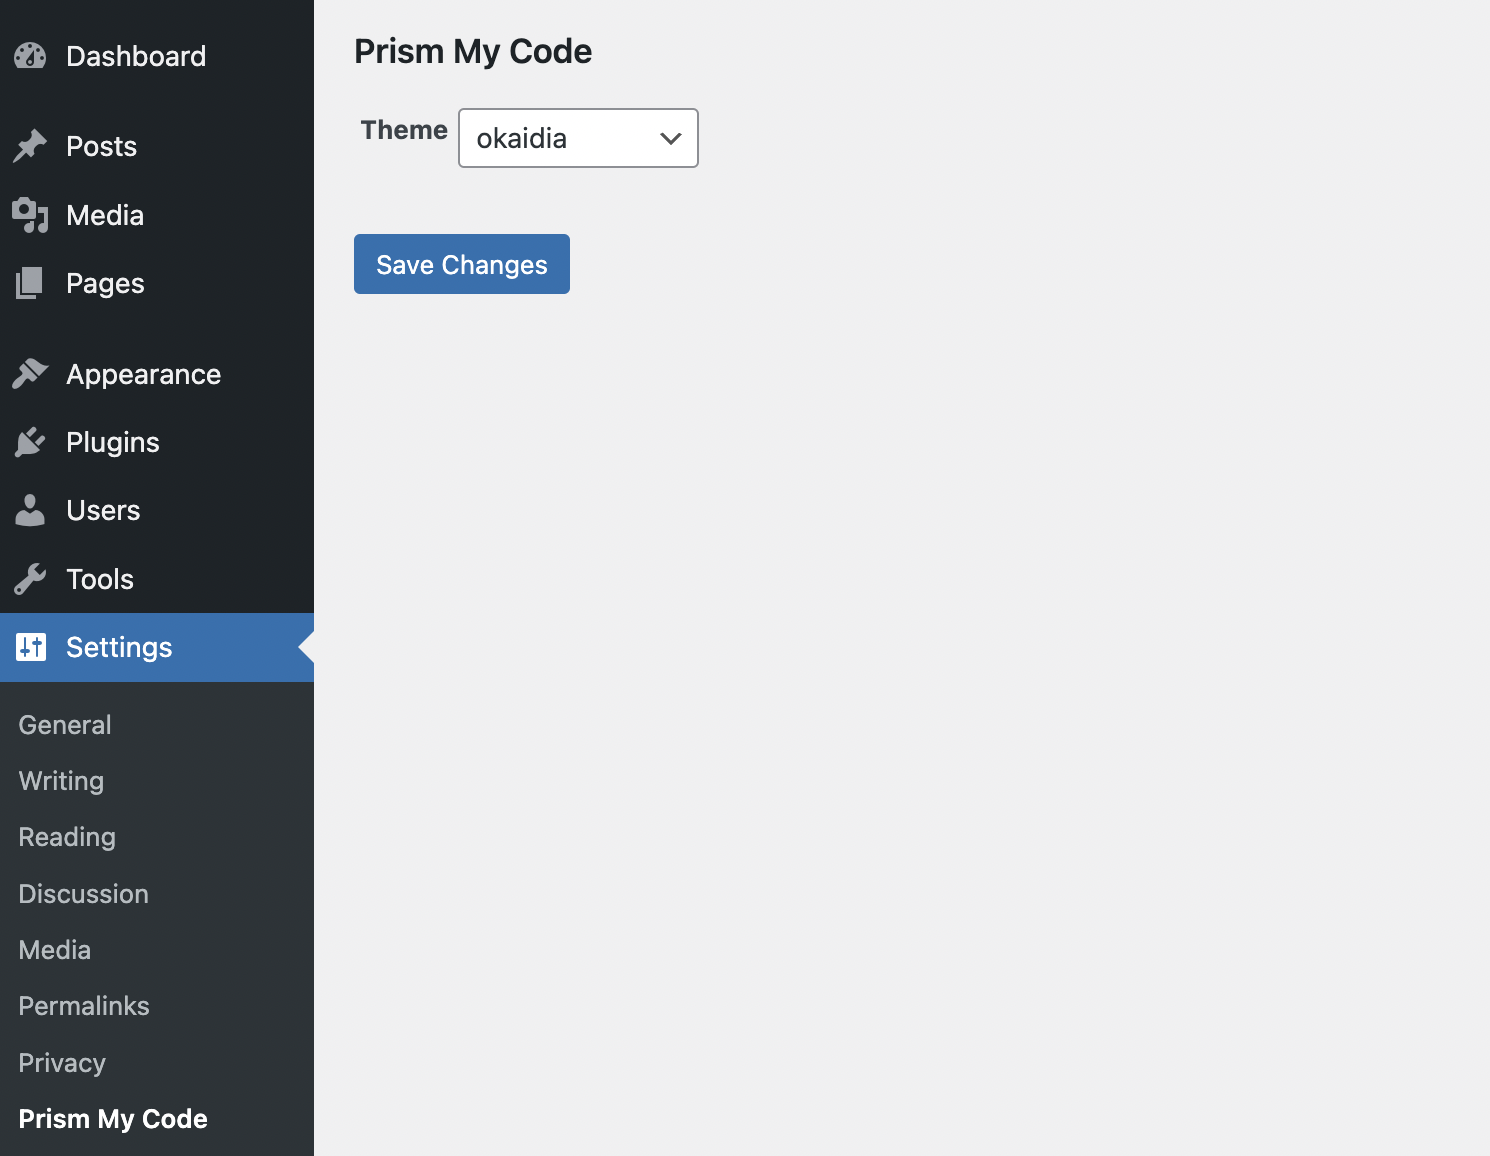 Dashboard
Posts
Media
Pages
Appearance
Plugins
Users
Tools
Settings
General
Writing
Reading
Discussion
Media
Permalinks
Privacy
Prism My Code
Prism My Code
Theme okaidia
Save Changes